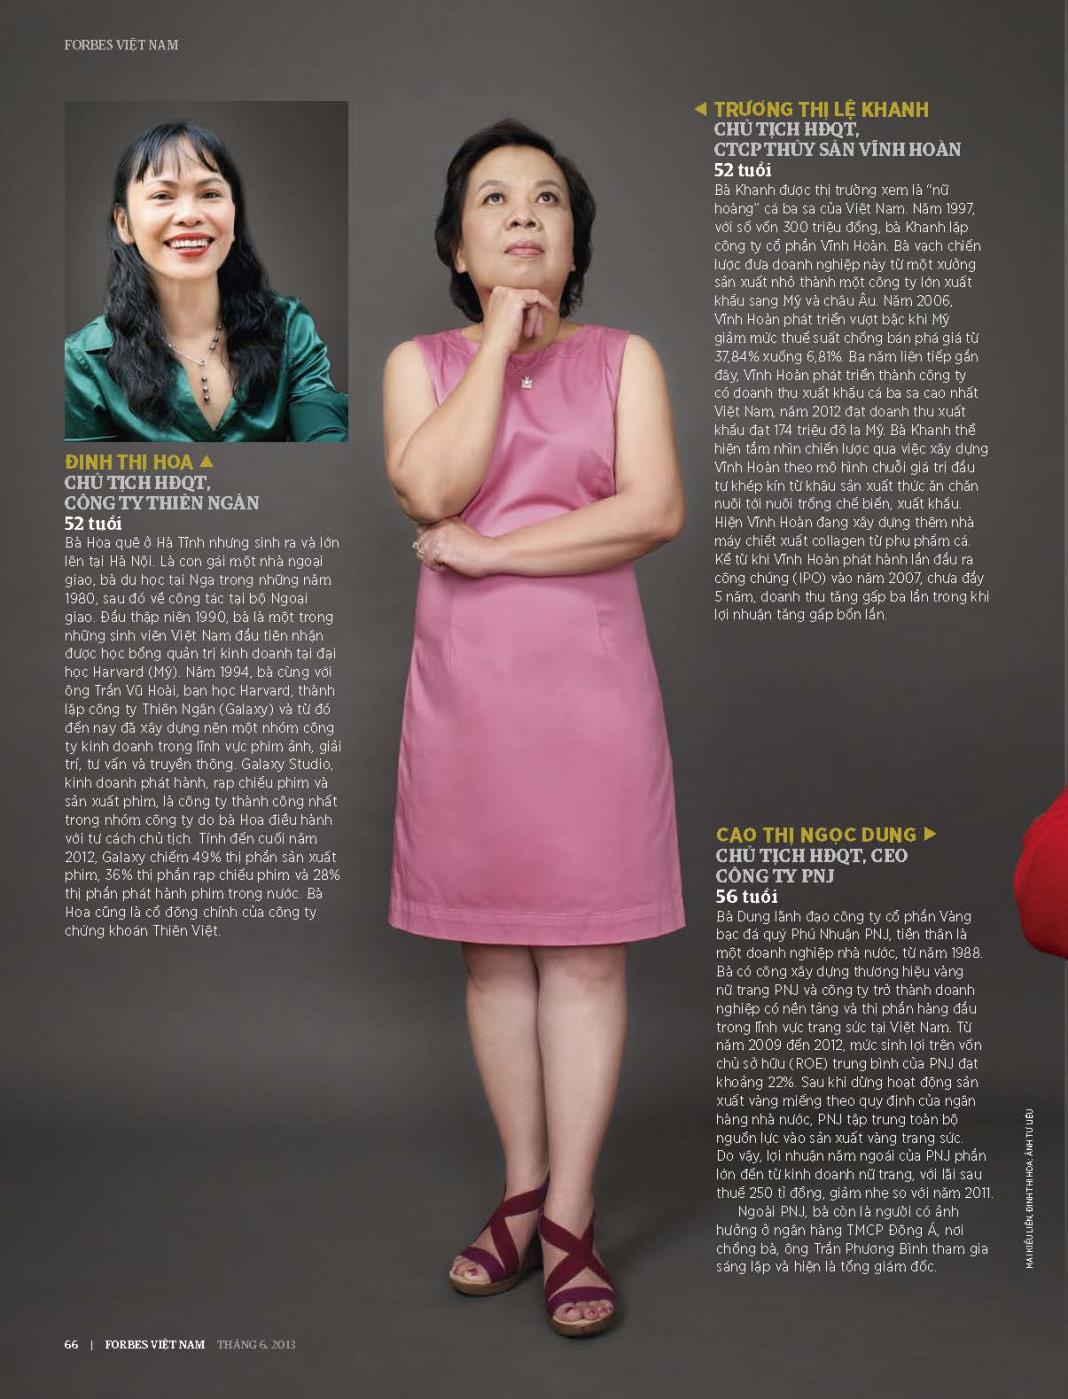 FORBES VIỆT NAM
ĐINH THỊ HOA
CHỦ TỊCH HĐQT,
CÔNG TY THIÊN NGÂN
52 tuổi
Bà Hoa quê ở Hà Tĩnh nhưng sinh ra và lớn
lên tại Hà Nội. Là con gái một nhà ngoại
giao, bà du học tại Nga trong những năm
1980, sau đó về công tác tại bộ Ngoại
giao. Đầu thập niên 1990, bà là một trong
những sinh viên Việt Nam đầu tiên nhận
được học bổng quản trị kinh doanh tại đại
học Harvard (Mỹ). Năm 1994, bà cùng với
ông Trần Vũ Hoài, bạn học Harvard, thành
lập công ty Thiên Ngân (Galaxy) và từ đó
đến nay đã xây dựng nên một nhóm công
ty kinh doanh trong lĩnh vực phim ảnh, giải
trí, tư vấn và truyền thông. Galaxy Studio,
kinh doanh phát hành, rạp chiếu phim và
sản xuất phim, là công ty thành công nhất
trong nhóm công ty do bà Hoa điều hành
với tư cách chủ tịch. Tính đến cuối năm
2012, Galaxy chiếm 49% thị phần sản xuất
phim, 36% thị phần rạp chiếu phim và 28%
thị phần phát hành phim trong nước. Bà
Hoa cũng là cổ đông chính của công ty
chứng khoán Thiên Việt.
TRƯƠNG THỊ LỆ KHANH
CHỦ TỊCH HĐQT,
CTCP THỦY SẢN VĨNH HOÀN
52 tuổi
Bà Khanh được thị trường xem là “nữ
hoàng” cá ba sa của Việt Nam. Năm 1997,
với số vốn 300 triệu đồng, bà Khanh lập
công ty cổ phần Vĩnh Hoàn. Bà vạch chiến
lược đưa doanh nghiệp này từ một xưởng
sản xuất nhỏ thành một công ty lớn xuất
khẩu sang Mỹ và châu Âu. Năm 2006,
Vĩnh Hoàn phát triển vượt bậc khi Mỹ
giảm mức thuế suất chống bán phá giá từ
37,84% xuống 6,81%. Ba năm liên tiếp gần
đây, Vĩnh Hoàn phát triển thành công ty
có doanh thu xuất khẩu cá ba sa cao nhất
Việt Nam, năm 2012 đạt doanh thu xuất
khẩu đạt 174 triệu đô la Mỹ. Bà Khanh thể
hiện tầm nhìn chiến lược qua việc xây dựng
Vĩnh Hoàn theo mô hình chuỗi giá trị đầu
tư khép kín từ khâu sản xuất thức ăn chăn
nuôi tới nuôi trồng chế biến, xuất khẩu.
Hiện Vĩnh Hoàn đang xây dựng thêm nhà
máy chiết xuất collagen từ phụ phẩm cá.
Kể từ khi Vĩnh Hoàn phát hành lần đầu ra
công chúng (IPO) vào năm 2007, chưa đầy
5 năm, doanh thu tăng gấp ba lần trong khi
lợi nhuận tăng gấp bốn lần.
CAO THỊ NGỌC DUNG
CHỦ TỊCH HĐQT, CEO
CÔNG TY PNJ
56 tuổi
Bà Dung lãnh đạo công ty cổ phần Vàng
bạc đá quý Phú Nhuận PNJ, tiền thân là
một doanh nghiệp nhà nước, từ năm 1988.
Bà có công xây dựng thương hiệu vàng
nữ trang PNJ và công ty trở thành doanh
nghiệp có nền tảng và thị phần hàng đầu
trong lĩnh vực trang sức tại Việt Nam. Từ
năm 2009 đến 2012, mức sinh lợi trên vốn
chủ sở hữu (ROE) trung bình của PNJ đạt
khoảng 22%. Sau khi dừng hoạt động sản
xuất vàng miếng theo quy định của ngân
hàng nhà nước, PNJ tập trung toàn bộ
nguồn lực vào sản xuất vàng trang sức.
Do vậy, lợi nhuận năm ngoái của PNJ phần
lớn đến từ kinh doanh nữ trang, với lãi sau
thuế 250 tỉ đồng, giảm nhẹ so với năm 2011.
Ngoài PNJ, bà còn là người có ảnh
hưởng ở ngân hàng TMCP Đông Á, nơi
chồng bà, ông Trần Phương Bình tham gia
sáng lập và hiện là tổng giám đốc.
MAI KIỀU LIÊN, ĐINH THỊ HOA: ẢNH TƯ LIỆU
66 | FORBES VIỆT NAM THÁNG 6, 2013